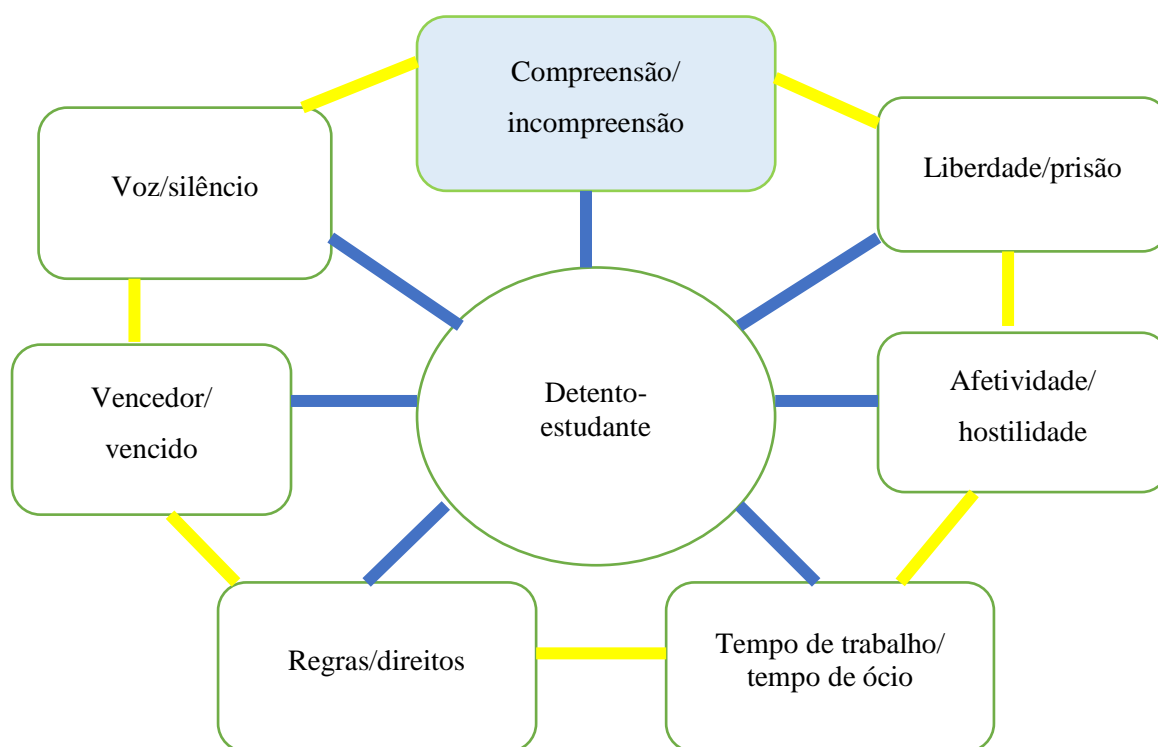 Compreensão/
incompreensão
Voz/silêncio
Liberdade/prisão
Vencedor/
vencido
Detento-
estudante
Afetividade/
hostilidade
Regras/direitos
Tempo de trabalho/
tempo de ócio